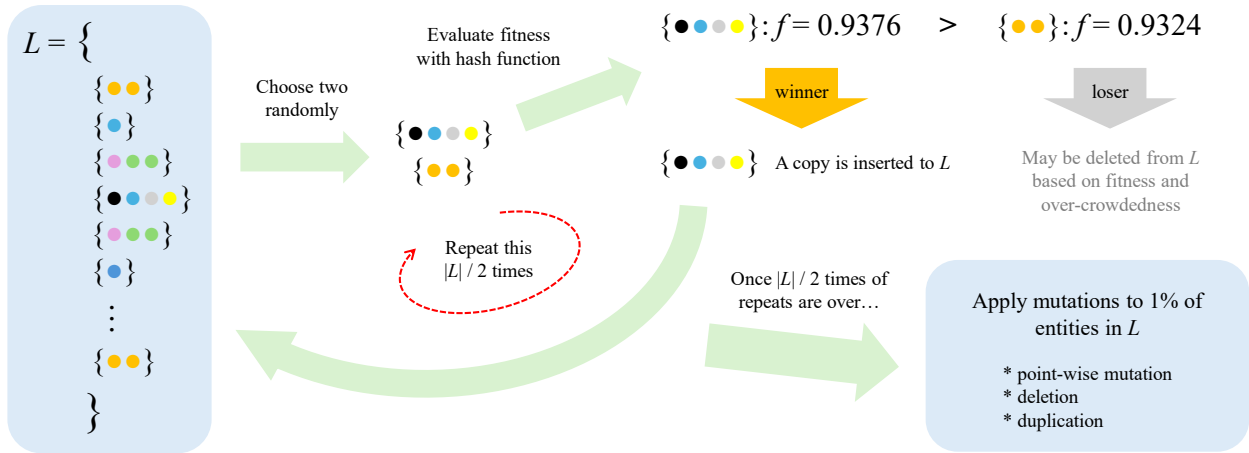 L = {
{●●}
{●}
{●●●}
{●●●●}
{●●●}
{●}
⋮
{●●}
}
Choose two
randomly
Evaluate fitness
with hash function
{●●●●}
{●●}
Repeat this
|L| / 2 times
{●●●●}: f = 0.9376 > {●●}: f = 0.9324
winner
loser
{●●●●} A copy is inserted to L
May be deleted from L
based on fitness and
over-crowdedness
Once |L| / 2 times of
repeats are over…
Apply mutations to 1% of
entities in L
* point-wise mutation
* deletion
* duplication